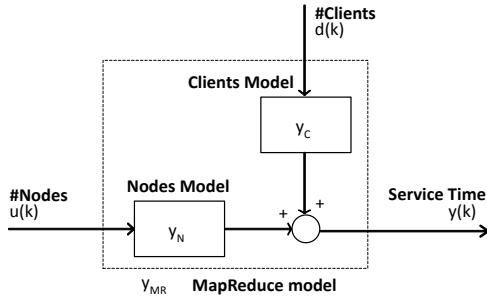 #Clients
d(k)
Clients Model
y_C
#Nodes
u(k)
Nodes Model
y_N
+
+
Service Time
y(k)
y_MR MapReduce model